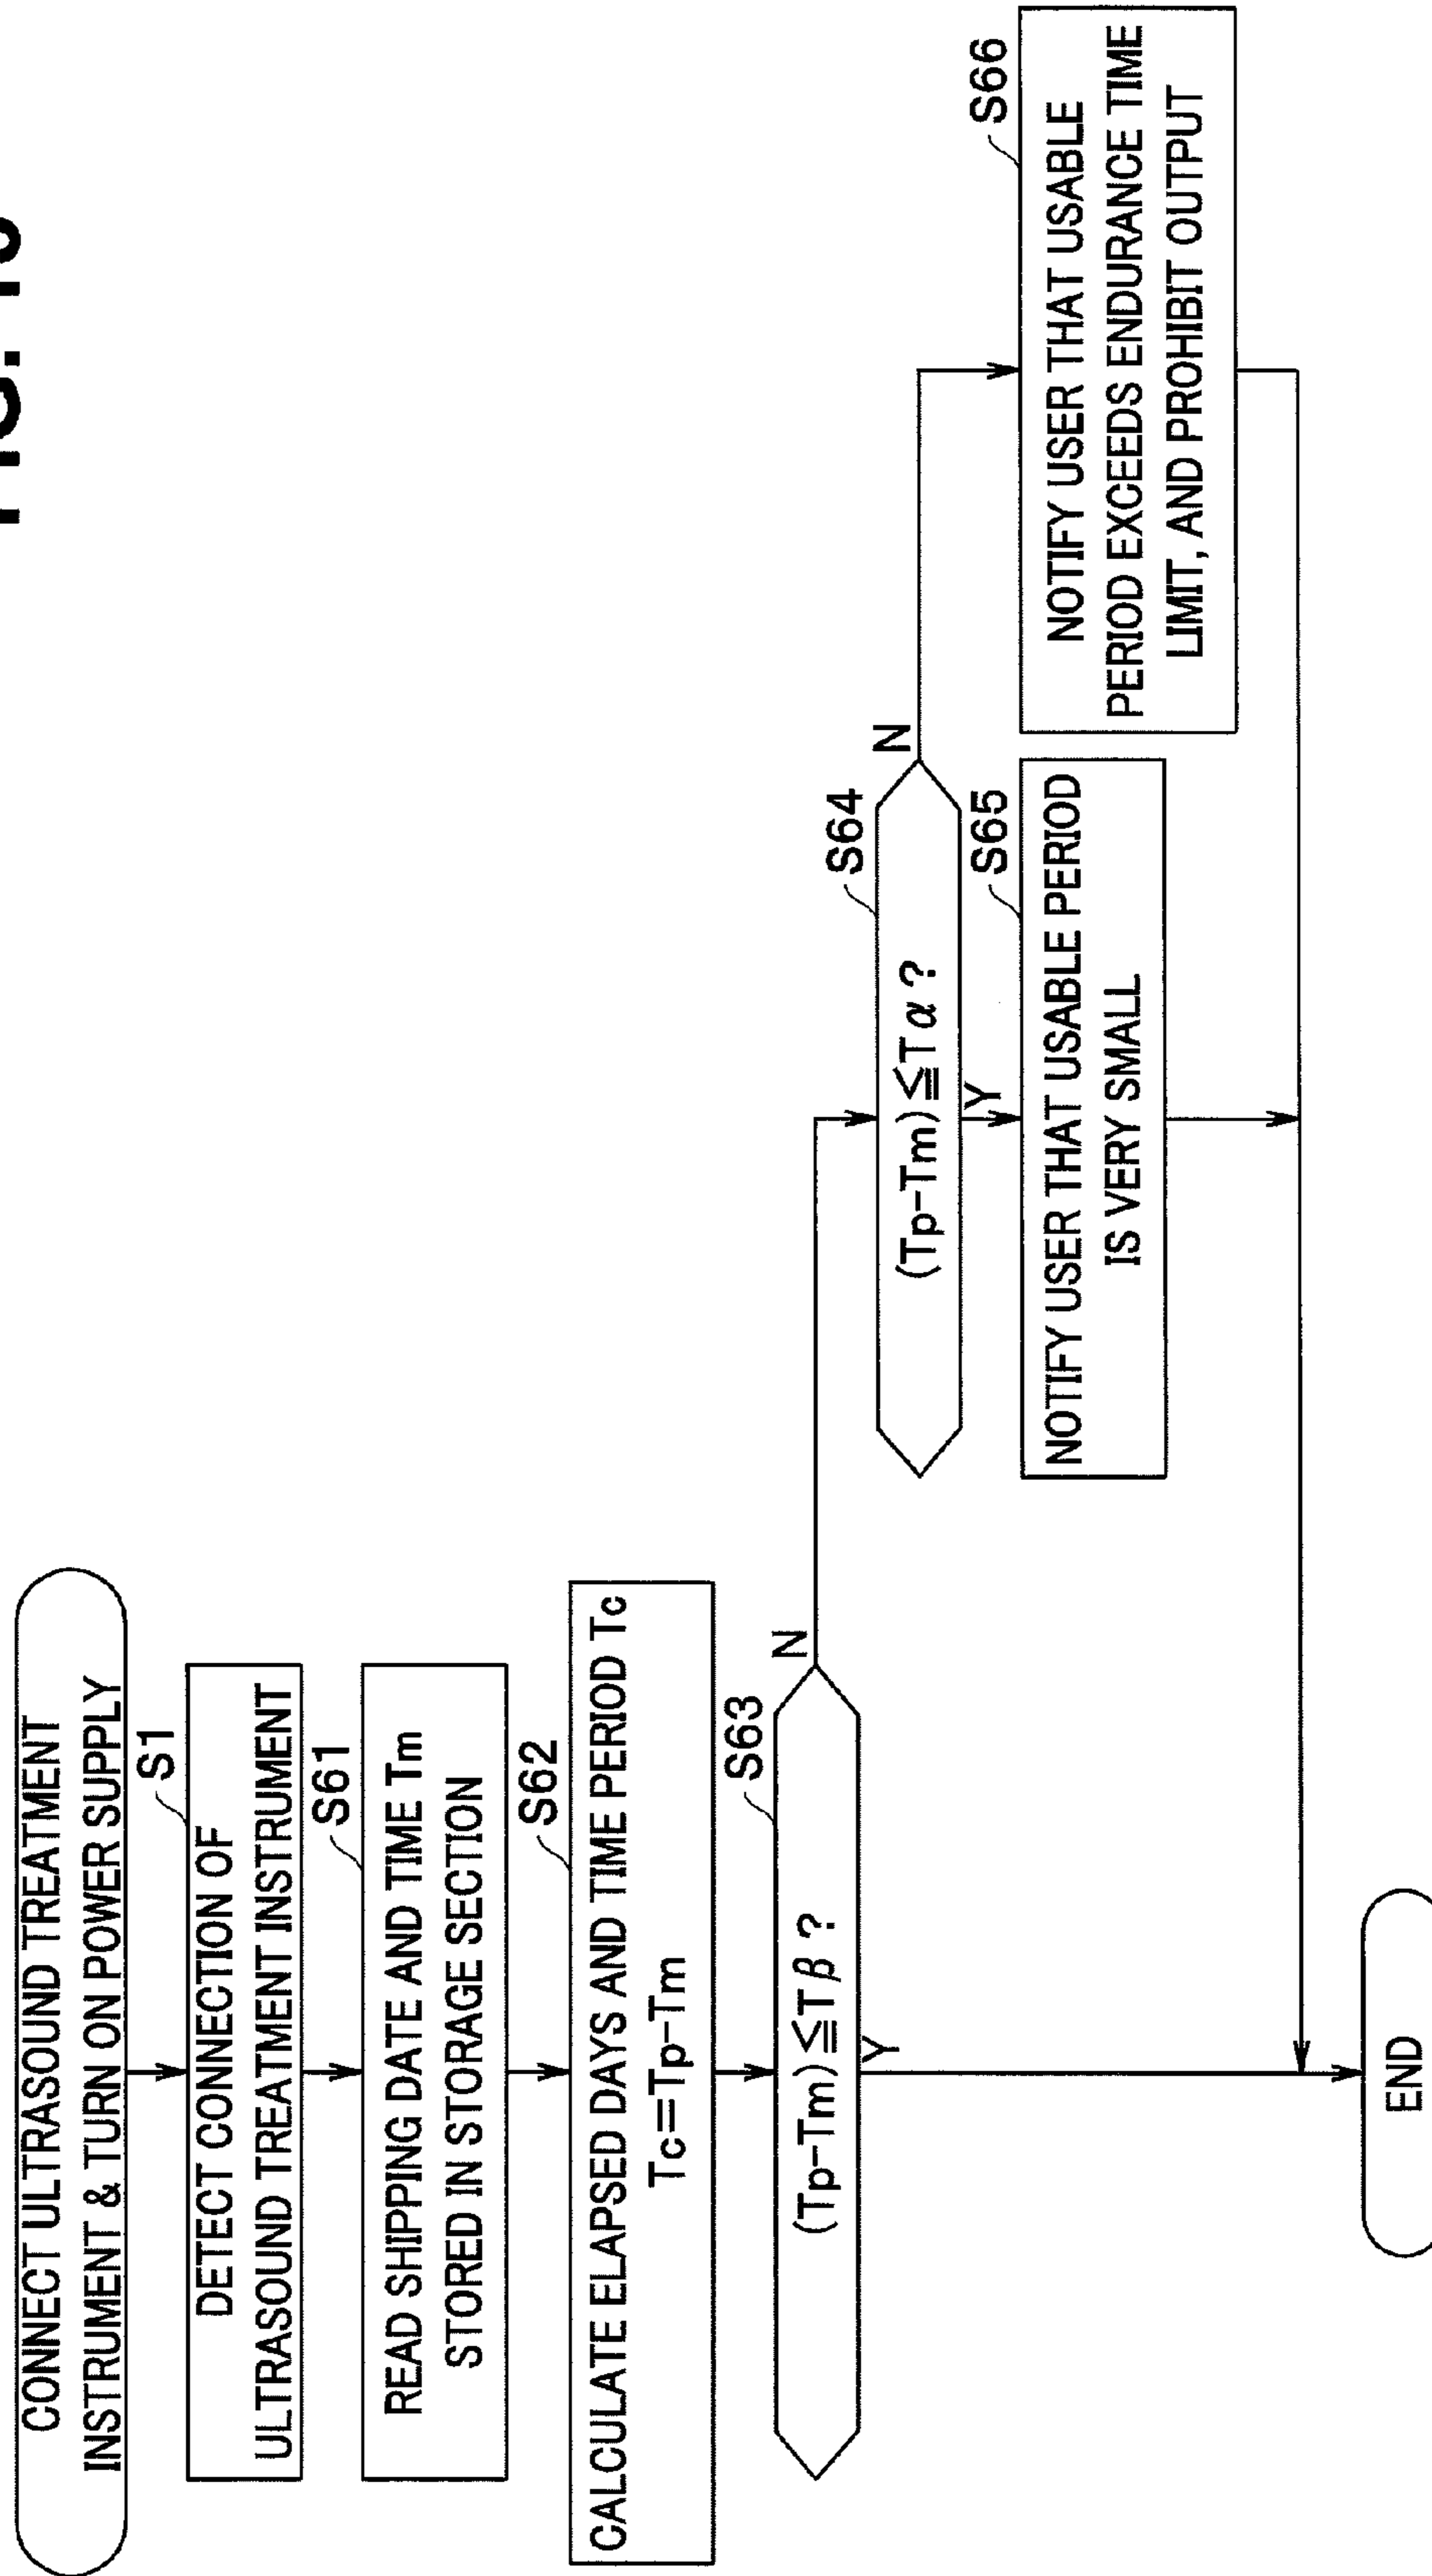 FIG.
CONNECT ULTRASOUND TREATMENT
INSTRUMENT & TURN ON POWER SUPPLY
S1
DETECT CONNECTION OF
ULTRASOUND TREATMENT INSTRUMENT
S61
READ SHIPPING DATE AND TIME Tm
STORED IN STORAGE SECTION
S62
CALCULATE ELAPSED DAYS AND TIME PERIOD Tc
Tc=Tp-Tm
S63
(Tp-Tm)≦Tβ?
N
Y
S64
(Tp-Tm)≦Tα?
N
Y
S65
NOTIFY USER THAT USABLE PERIOD
IS VERY SMALL
S66
NOTIFY USER THAT USABLE
PERIOD EXCEEDS ENDURANCE TIME
LIMIT, AND PROHIBIT OUTPUT
END